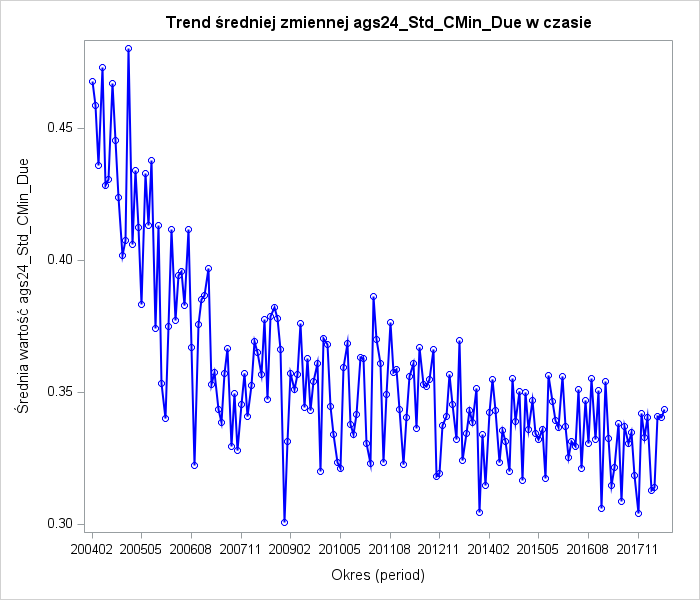 Trend średniej zmiennej ags24_Std_CMin_Due w czasie
Średnia wartość ags24_Std_CMin_Due
0.45
0.40
0.35
0.30
200402 200505 200608 200711 200902 201005 201108 201211 201402 201505 201608 201711
Okres (period)